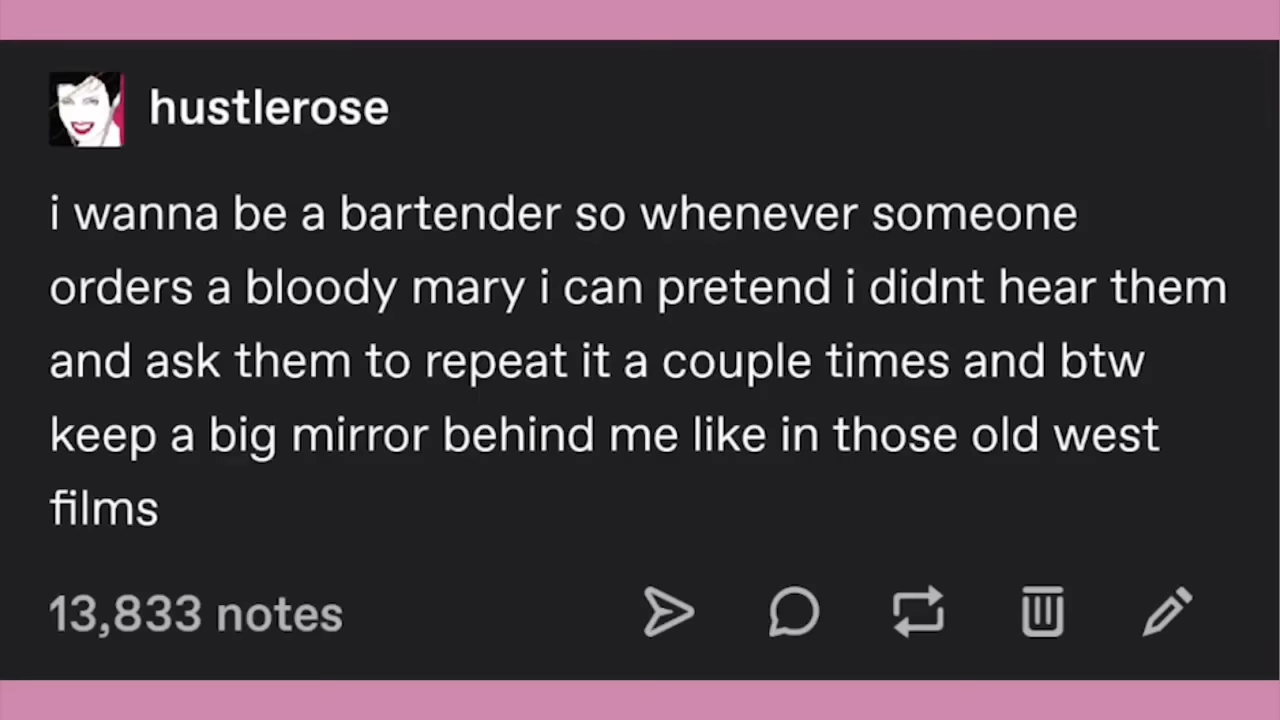 hustlerose
i wanna be a bartender so whenever someone
orders a bloody mary i can pretend i didnt hear them
and ask them to repeat it a couple times and btw
keep a big mirror behind me like in those old west
films
13,833 notes